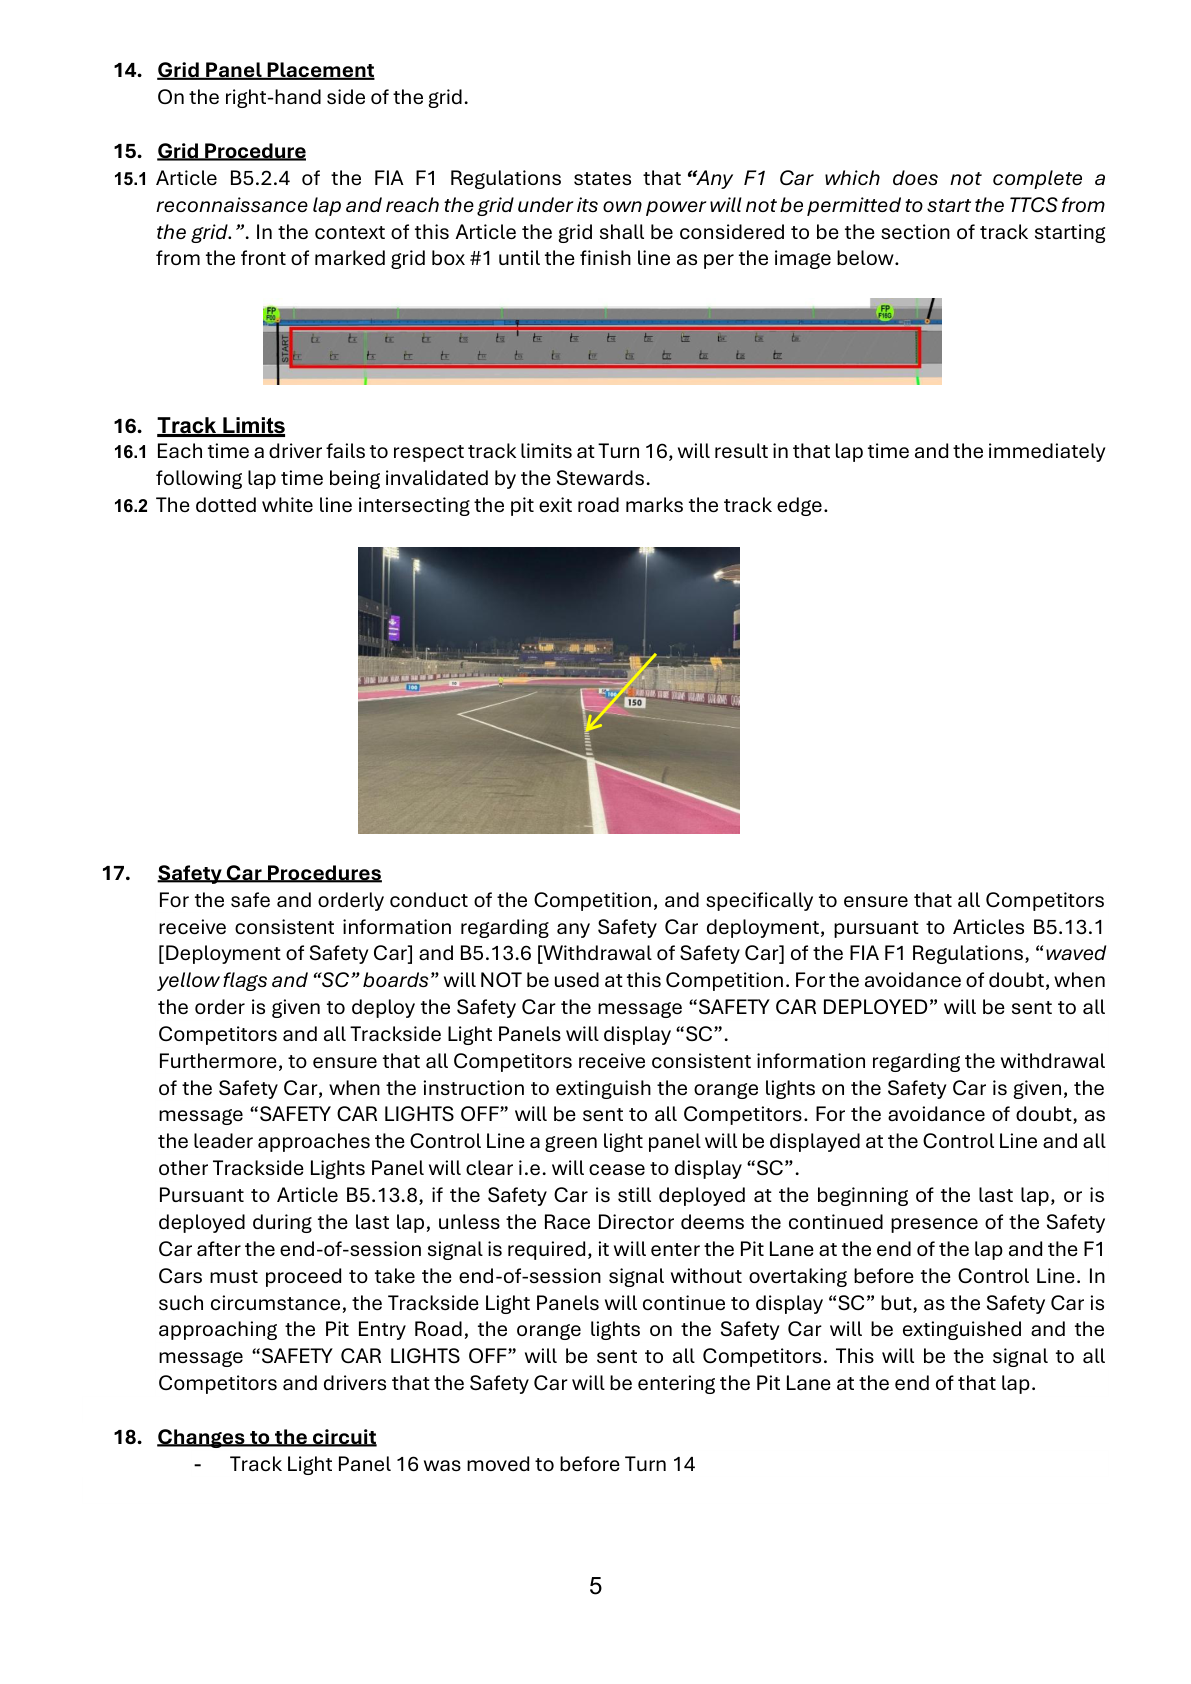 14. Grid Panel Placement
On the right-hand side of the grid.
15. Grid Procedure
15.1 Article B5.2.4 of the FIA F1 Regulations states that “Any F1 Car which does not complete a
reconnaissance lap and reach the grid under its own power will not be permitted to start the TTCS from
the grid.”. In the context of this Article the grid shall be considered to be the section of track starting
from the front of marked grid box #1 until the finish line as per the image below.
FP
FP
START
16. Track Limits
16.1 Each time a driver fails to respect track limits at Turn 16, will result in that lap time and the immediately
following lap time being invalidated by the Stewards.
16.2 The dotted white line intersecting the pit exit road marks the track edge.
100
150
17. Safety Car Procedures
For the safe and orderly conduct of the Competition, and specifically to ensure that all Competitors
receive consistent information regarding any Safety Car deployment, pursuant to Articles B5.13.1
[Deployment of Safety Car] and B5.13.6 [Withdrawal of Safety Car] of the FIA F1 Regulations, “waved
yellow flags and “SC” boards” will NOT be used at this Competition. For the avoidance of doubt, when
the order is given to deploy the Safety Car the message “SAFETY CAR DEPLOYED” will be sent to all
Competitors and all Trackside Light Panels will display “SC”.
Furthermore, to ensure that all Competitors receive consistent information regarding the withdrawal
of the Safety Car, when the instruction to extinguish the orange lights on the Safety Car is given, the
message “SAFETY CAR LIGHTS OFF” will be sent to all Competitors. For the avoidance of doubt, as
the leader approaches the Control Line a green light panel will be displayed at the Control Line and all
other Trackside Lights Panel will clear i.e. will cease to display “SC”.
Pursuant to Article B5.13.8, if the Safety Car is still deployed at the beginning of the last lap, or is
deployed during the last lap, unless the Race Director deems the continued presence of the Safety
Car after the end-of-session signal is required, it will enter the Pit Lane at the end of the lap and the F1
Cars must proceed to take the end-of-session signal without overtaking before the Control Line. In
such circumstance, the Trackside Light Panels will continue to display “SC” but, as the Safety Car is
approaching the Pit Entry Road, the orange lights on the Safety Car will be extinguished and the
message “SAFETY CAR LIGHTS OFF” will be sent to all Competitors. This will be the signal to all
Competitors and drivers that the Safety Car will be entering the Pit Lane at the end of that lap.
18. Changes to the circuit
- Track Light Panel 16 was moved to before Turn 14
5